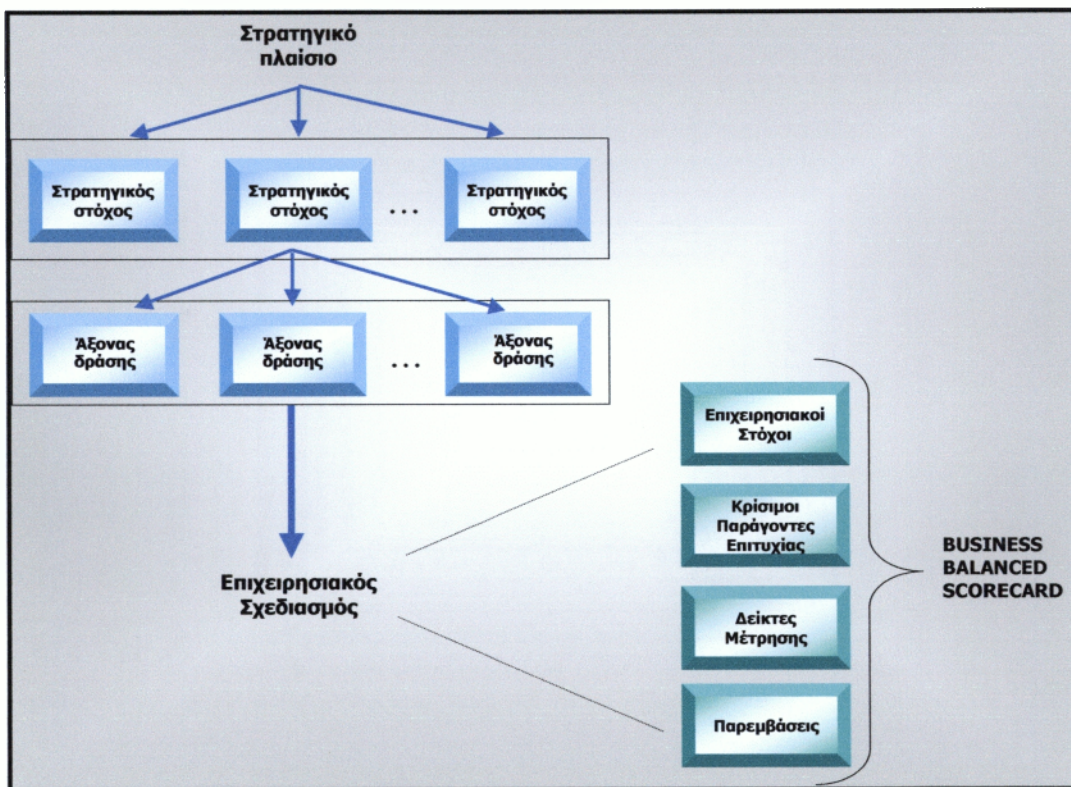 Στρατηγικό
πλαίσιο
Στρατηγικός
στόχος
Στρατηγικός
στόχος
...
Στρατηγικός
στόχος
Άξονας
δράσης
Άξονας
δράσης
...
Άξονας
δράσης
Επιχειρησιακός
Σχεδιασμός
Επιχειρησιακοί
Στόχοι
Κρίσιμοι
Παράγοντες
Επιτυχίας
Δείκτες
Μέτρησης
Παρεμβάσεις
BUSINESS
BALANCED
SCORECARD